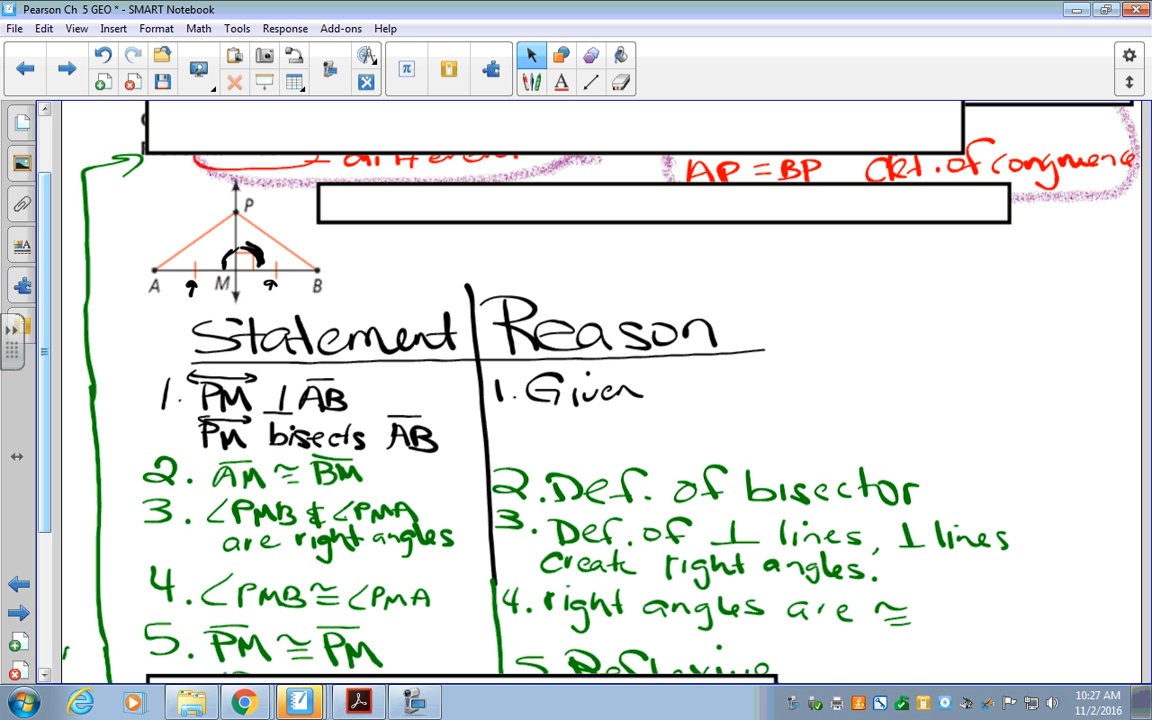 Pearson Ch 5 GEO * - SMART Notebook
File Edit View Insert Format Math Tools Response Add-ons Help
π
A
AP = BP
of congruence
P
A M B
Statement Reason
1. PM ⊥ AB 1. Given
PM bisects AB
2. AM ≅ BM 2. Def. of bisector
3. ∠PMB & ∠PMA 3. Def. of ⊥ lines, ⊥ lines
are right angles create right angles.
4. ∠PMB ≅ ∠PMA 4. right angles are ≅
5. PM ≅ PM 5. Reflexive
10:27 AM
11/2/2016